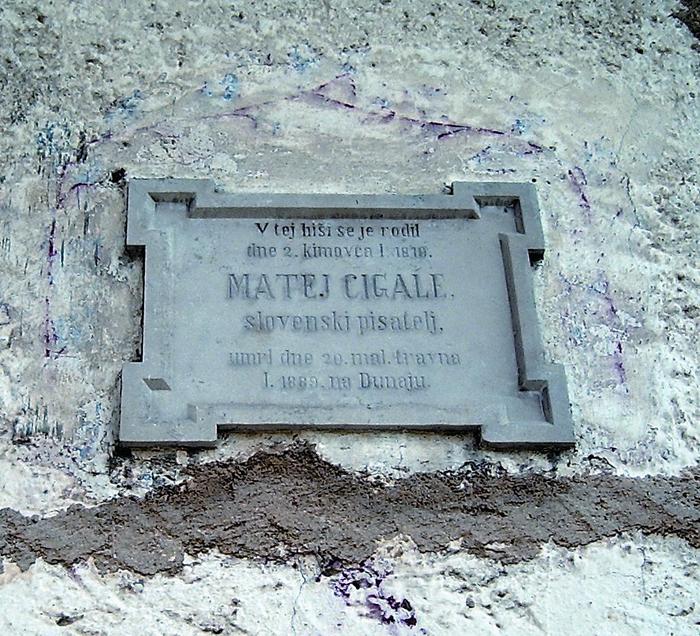 V tej hiši se je rodil
dne 2. kimovca l. 1819.
MATEJ CIGALE,
slovenski pisatelj,
umrl dne 20. mal. travna
l. 1889. na Dunaju.